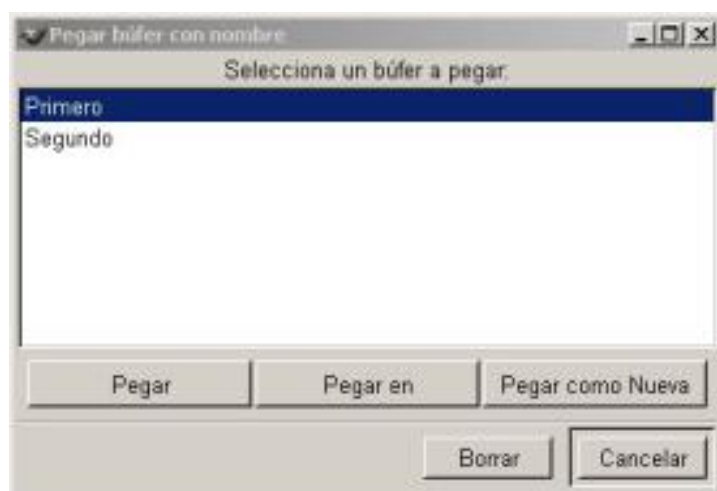 Pegar búfer con nombre
Selecciona un búfer a pegar:
Primero
Segundo
Pegar Pegar en Pegar como Nueva
Borrar Cancelar